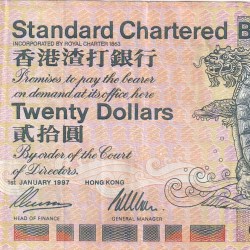 Standard Chartered B
INCORPORATED BY ROYAL CHARTER 1853
香港渣打銀行
Promises to pay the bearer
on demand at its office here
Twenty Dollars
貳拾圓
By order of the Court
of Directors.
1ST JANUARY 1997 HONG KONG
HEAD OF FINANCE GENERAL MANAGER